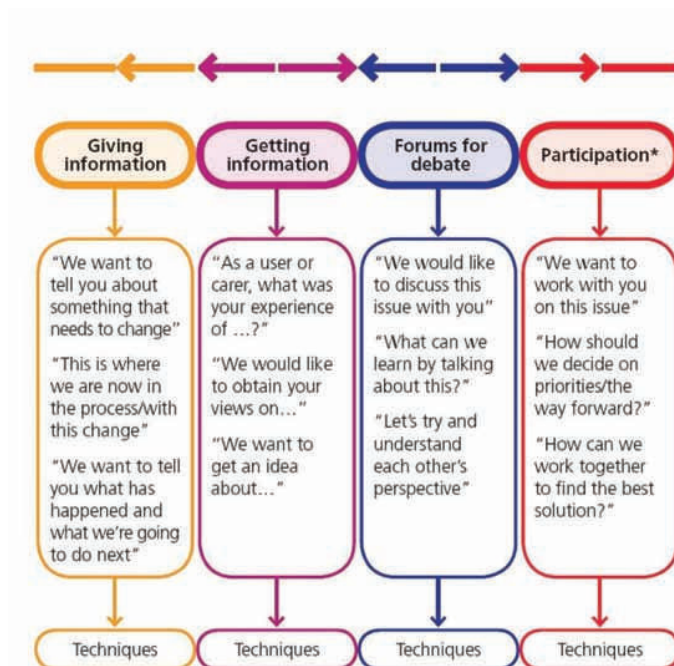 Giving
information
Getting
information
Forums for
debate
Participation*
“We want to
tell you about
something that
needs to change”
“This is where
we are now in
the process/with
this change”
“We want to tell
you what has
happened and
what we’re going
to do next”
“As a user or
carer, what was
your experience
of ...?”
“We would like
to obtain your
views on...”
“We want to
get an idea
about...”
“We would like
to discuss this
issue with you”
“What can we
learn by talking
about this?”
“Let’s try and
understand
each other’s
perspective”
“We want to
work with you
on this issue”
“How should
we decide on
priorities/the
way forward?”
“How can we
work together
to find the best
solution?”
Techniques
Techniques
Techniques
Techniques